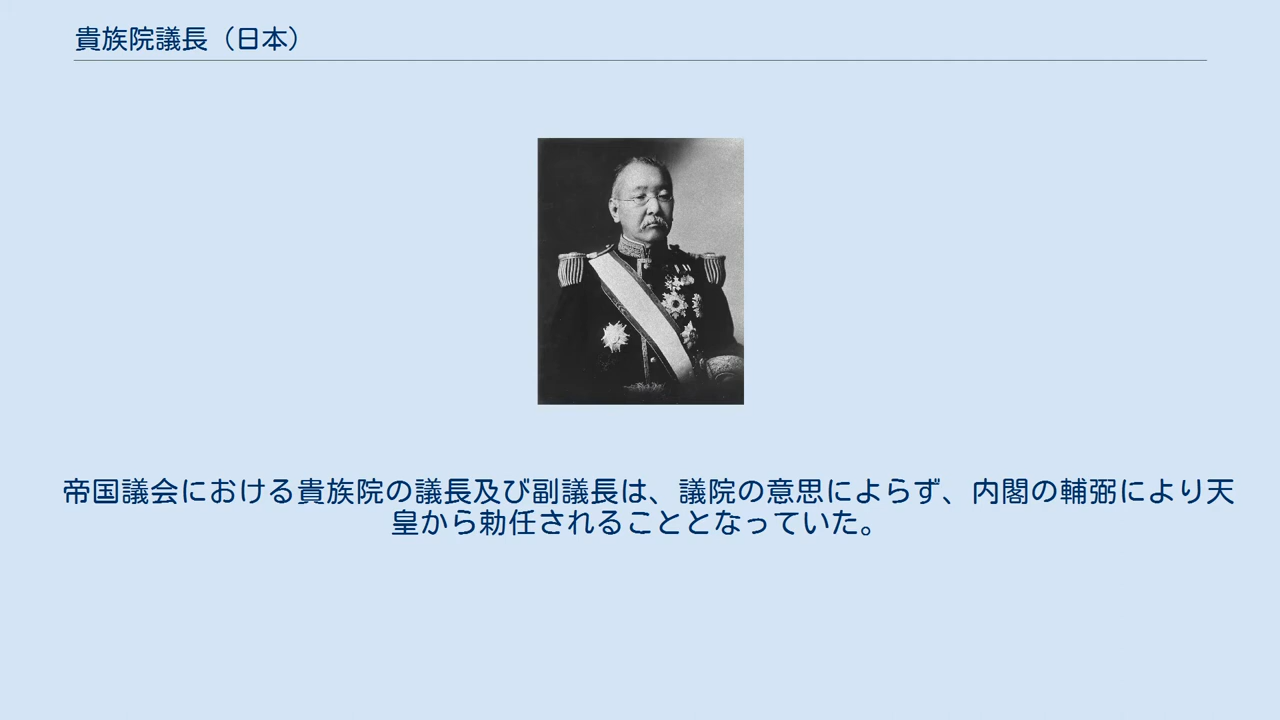 貴族院議長（日本）
帝国議会における貴族院の議長及び副議長は、議院の意思によらず、内閣の輔弼により天
皇から勅任されることとなっていた。